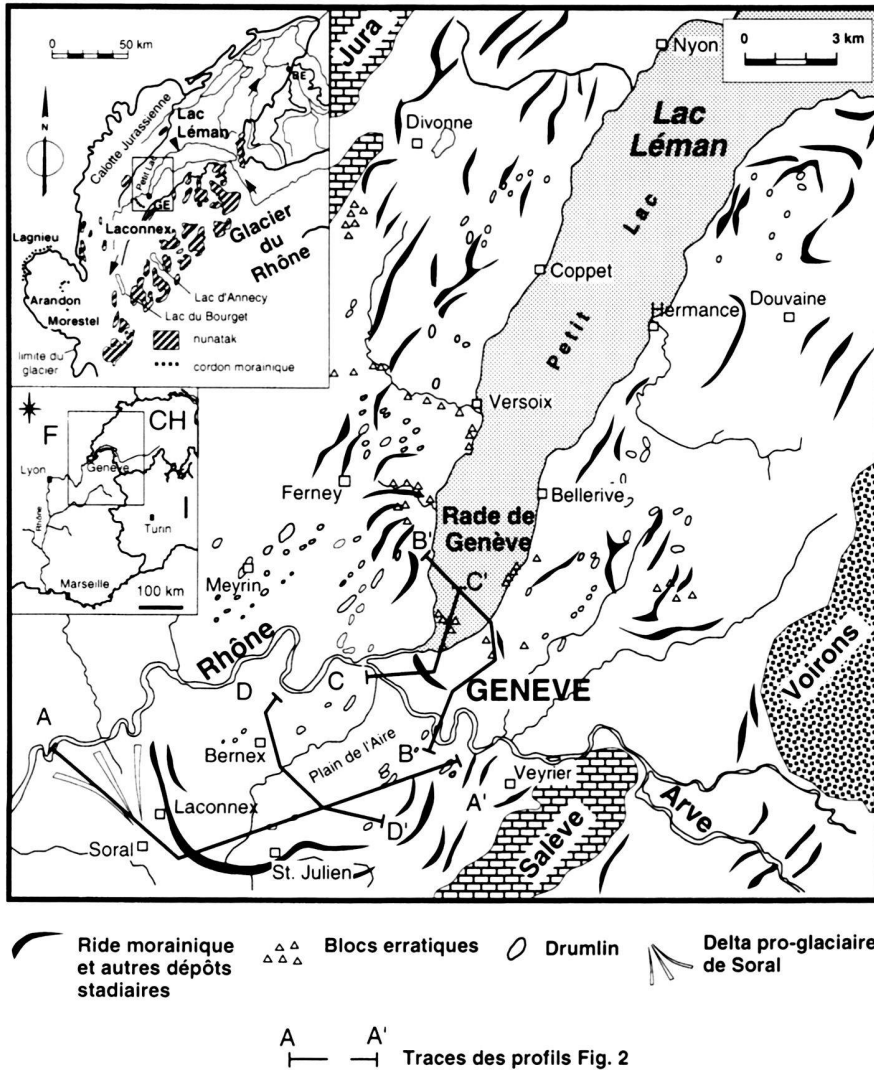 0
50 km
N
Calotte Jurassienne
Lac
Léman
BE
Petit Lac
GE
Laconnex
Glacier
du
Rhône
Lagnieu
Arandon
Morestel
Lac d'Annecy
Lac du Bourget
limite du
glacier
nunatak
cordon morainique
F
CH
Lyon
Genève
I
Rhône
Turin
Marseille
100 km
Jura
Nyon
0
3 km
Lac
Léman
Divonne
Petit
Lac
Coppet
Hermance
Douvaine
Versoix
Ferney
Bellerive
Rade de
Genève
B'
C'
Meyrin
Voirons
Rhône
GENEVE
D
C
A
Bernex
Plain de l'Aire
B
Veyrier
Arve
A'
Laconnex
D'
Salève
Soral
St. Julien
Ride morainique
et autres dépôts
stadiaires
Blocs erratiques
Drumlin
Delta pro-glaciaire
de Soral
A A'
Traces des profils Fig. 2